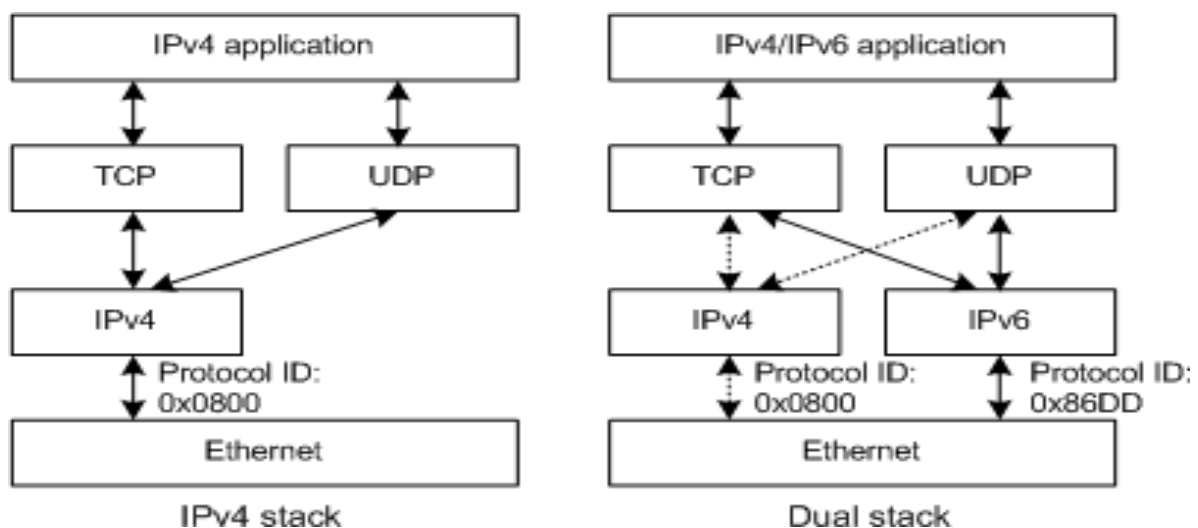 IPv4 application
TCP
UDP
IPv4
Protocol ID:
0x0800
Ethernet
IPv4 stack
IPv4/IPv6 application
TCP
UDP
IPv4
IPv6
Protocol ID:
0x0800
Protocol ID:
0x86DD
Ethernet
Dual stack